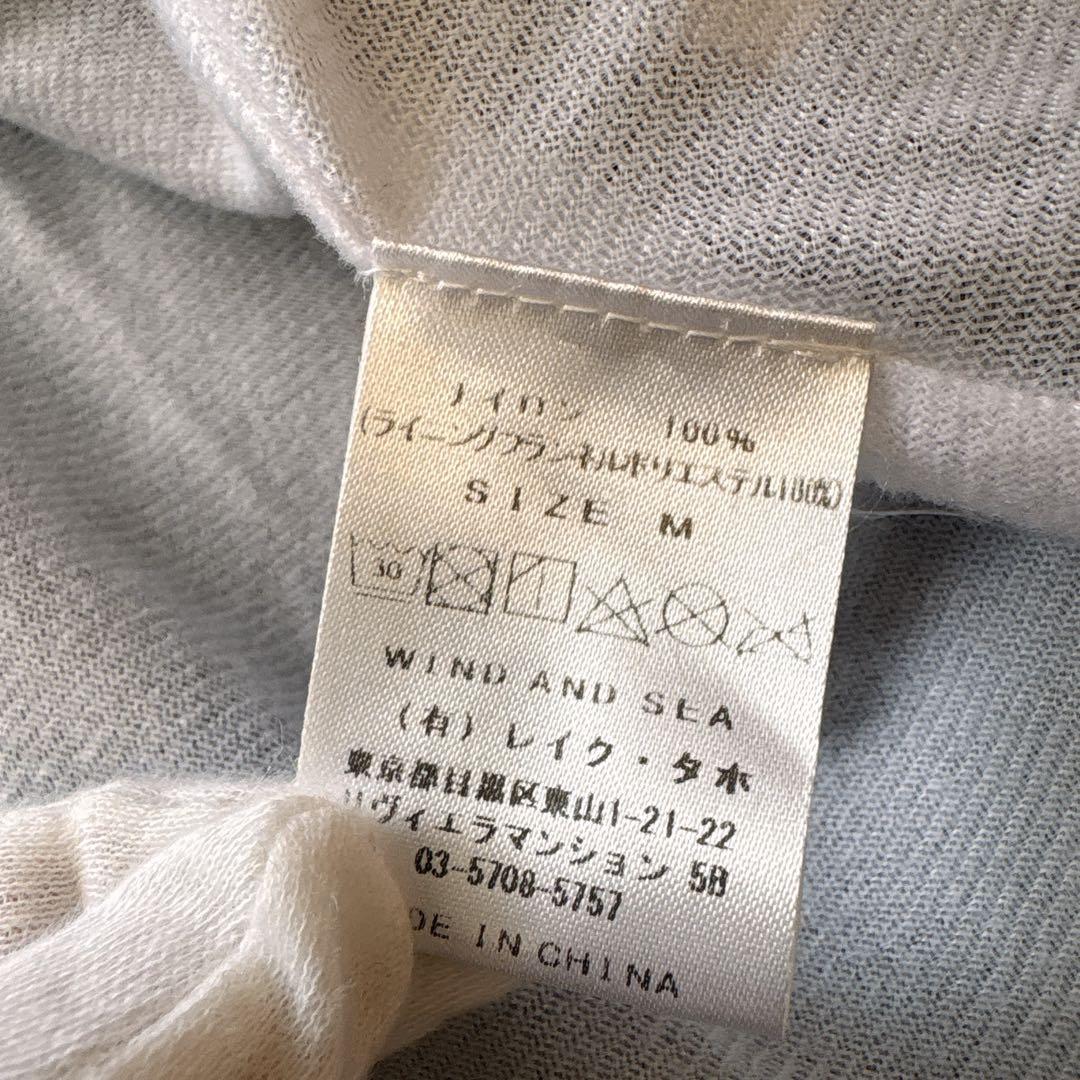 ナイロン 100%
(ライニングフランネルポリエステル100%)
SIZE M
30
WIND AND SEA
(有)レイク・タホ
東京都目黒区東山1-21-22
リヴィエラマンション 5B
03-5708-5757
DE IN CHINA